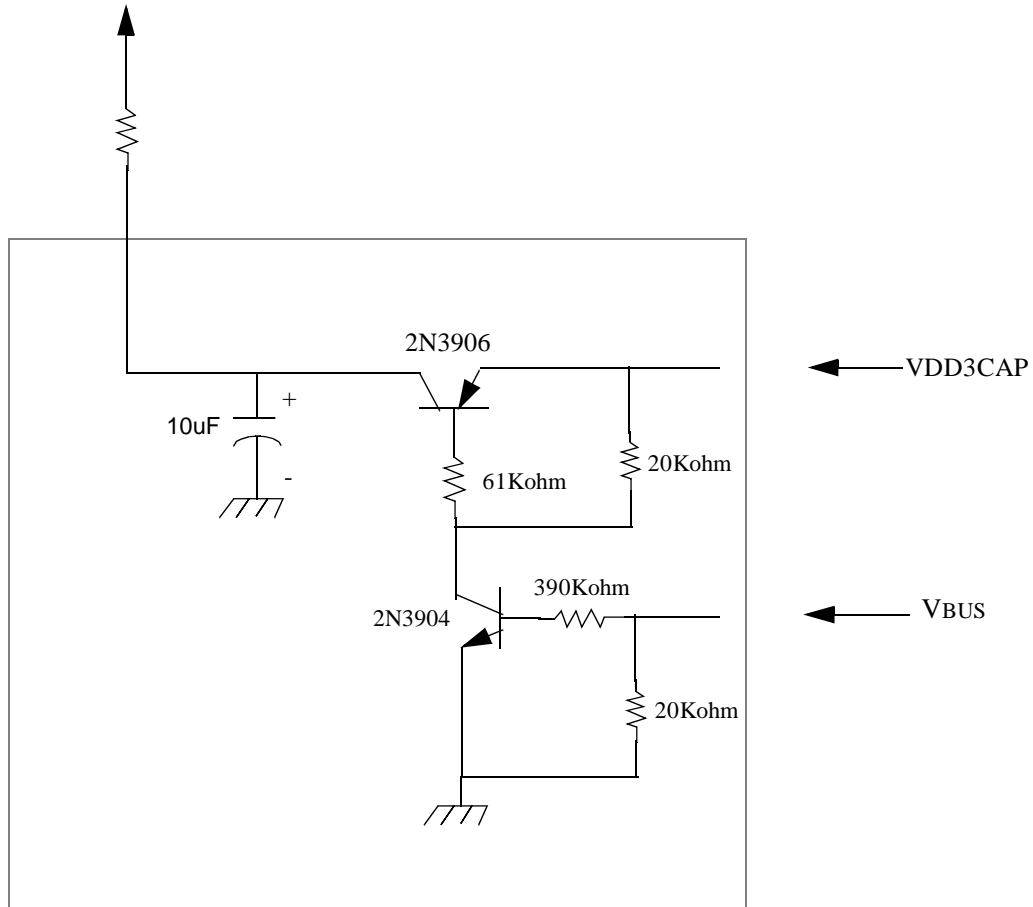 2N3906
VDD3CAP
+
10uF
-
61Kohm
20Kohm
390Kohm
2N3904
VBUS
20Kohm